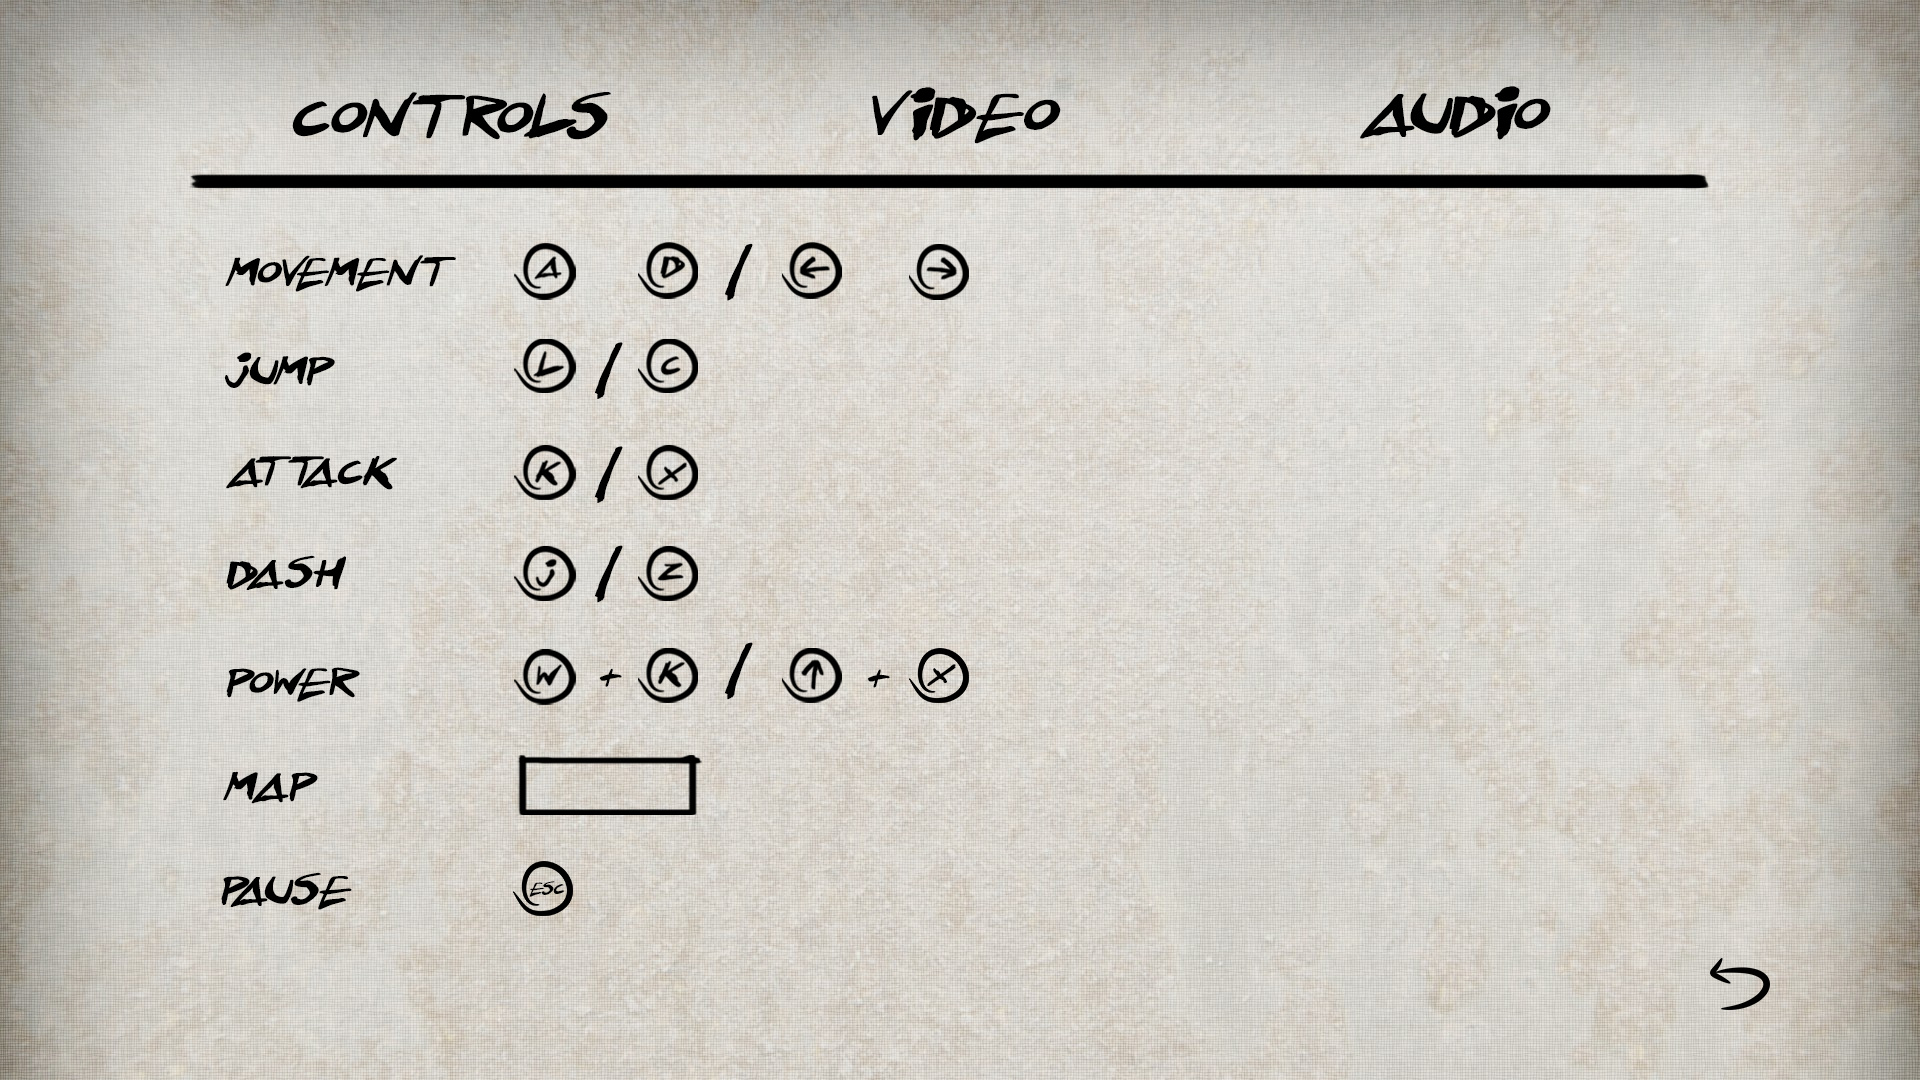 CONTROLS VIDEO AUDIO
MOVEMENT A D / ← →
JUMP L / C
ATTACK K / X
DASH J / Z
POWER W + K / ↑ + X
MAP
PAUSE ESC